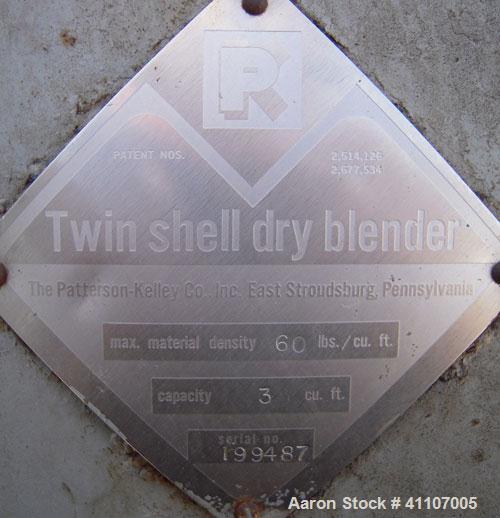 PK
PATENT NOS. 2,514,126
2,677,534
Twin shell dry blender
The Patterson-Kelley Co., Inc. East Stroudsburg, Pennsylvania
max. material density 60 lbs./cu. ft.
capacity 3 cu. ft.
serial no.
199487
Aaron Stock # 41107005